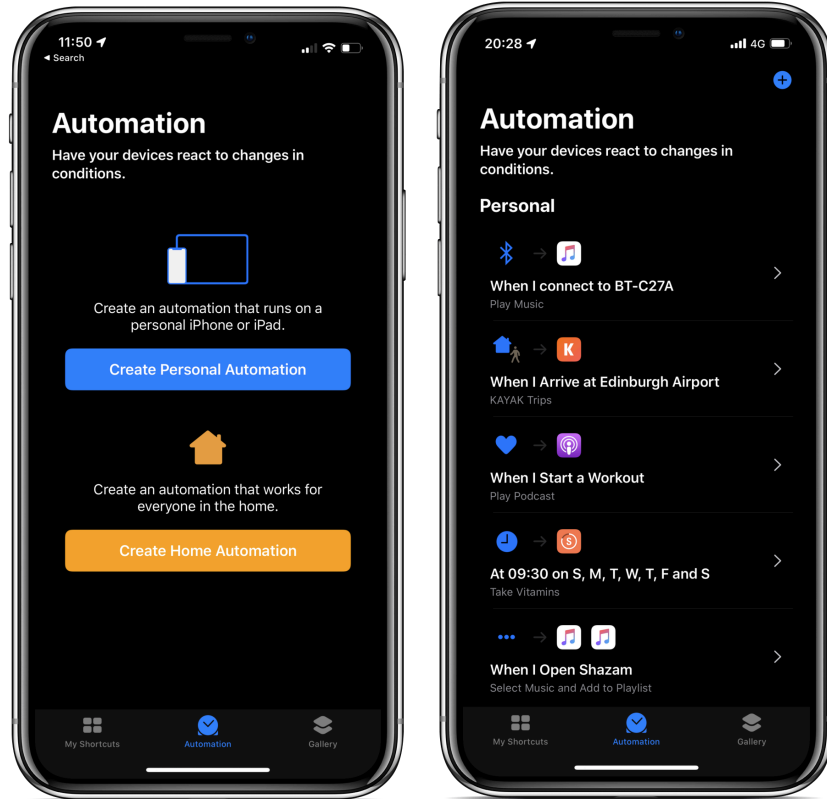 11:50
◀ Search
Automation
Have your devices react to changes in
conditions.
Create an automation that runs on a
personal iPhone or iPad.
Create Personal Automation
Create an automation that works for
everyone in the home.
Create Home Automation
My Shortcuts
Automation
Gallery
20:28
4G
Automation
Have your devices react to changes in
conditions.
Personal
When I connect to BT-C27A
Play Music
K
When I Arrive at Edinburgh Airport
KAYAK Trips
When I Start a Workout
Play Podcast
S
At 09:30 on S, M, T, W, T, F and S
Take Vitamins
When I Open Shazam
Select Music and Add to Playlist
My Shortcuts
Automation
Gallery